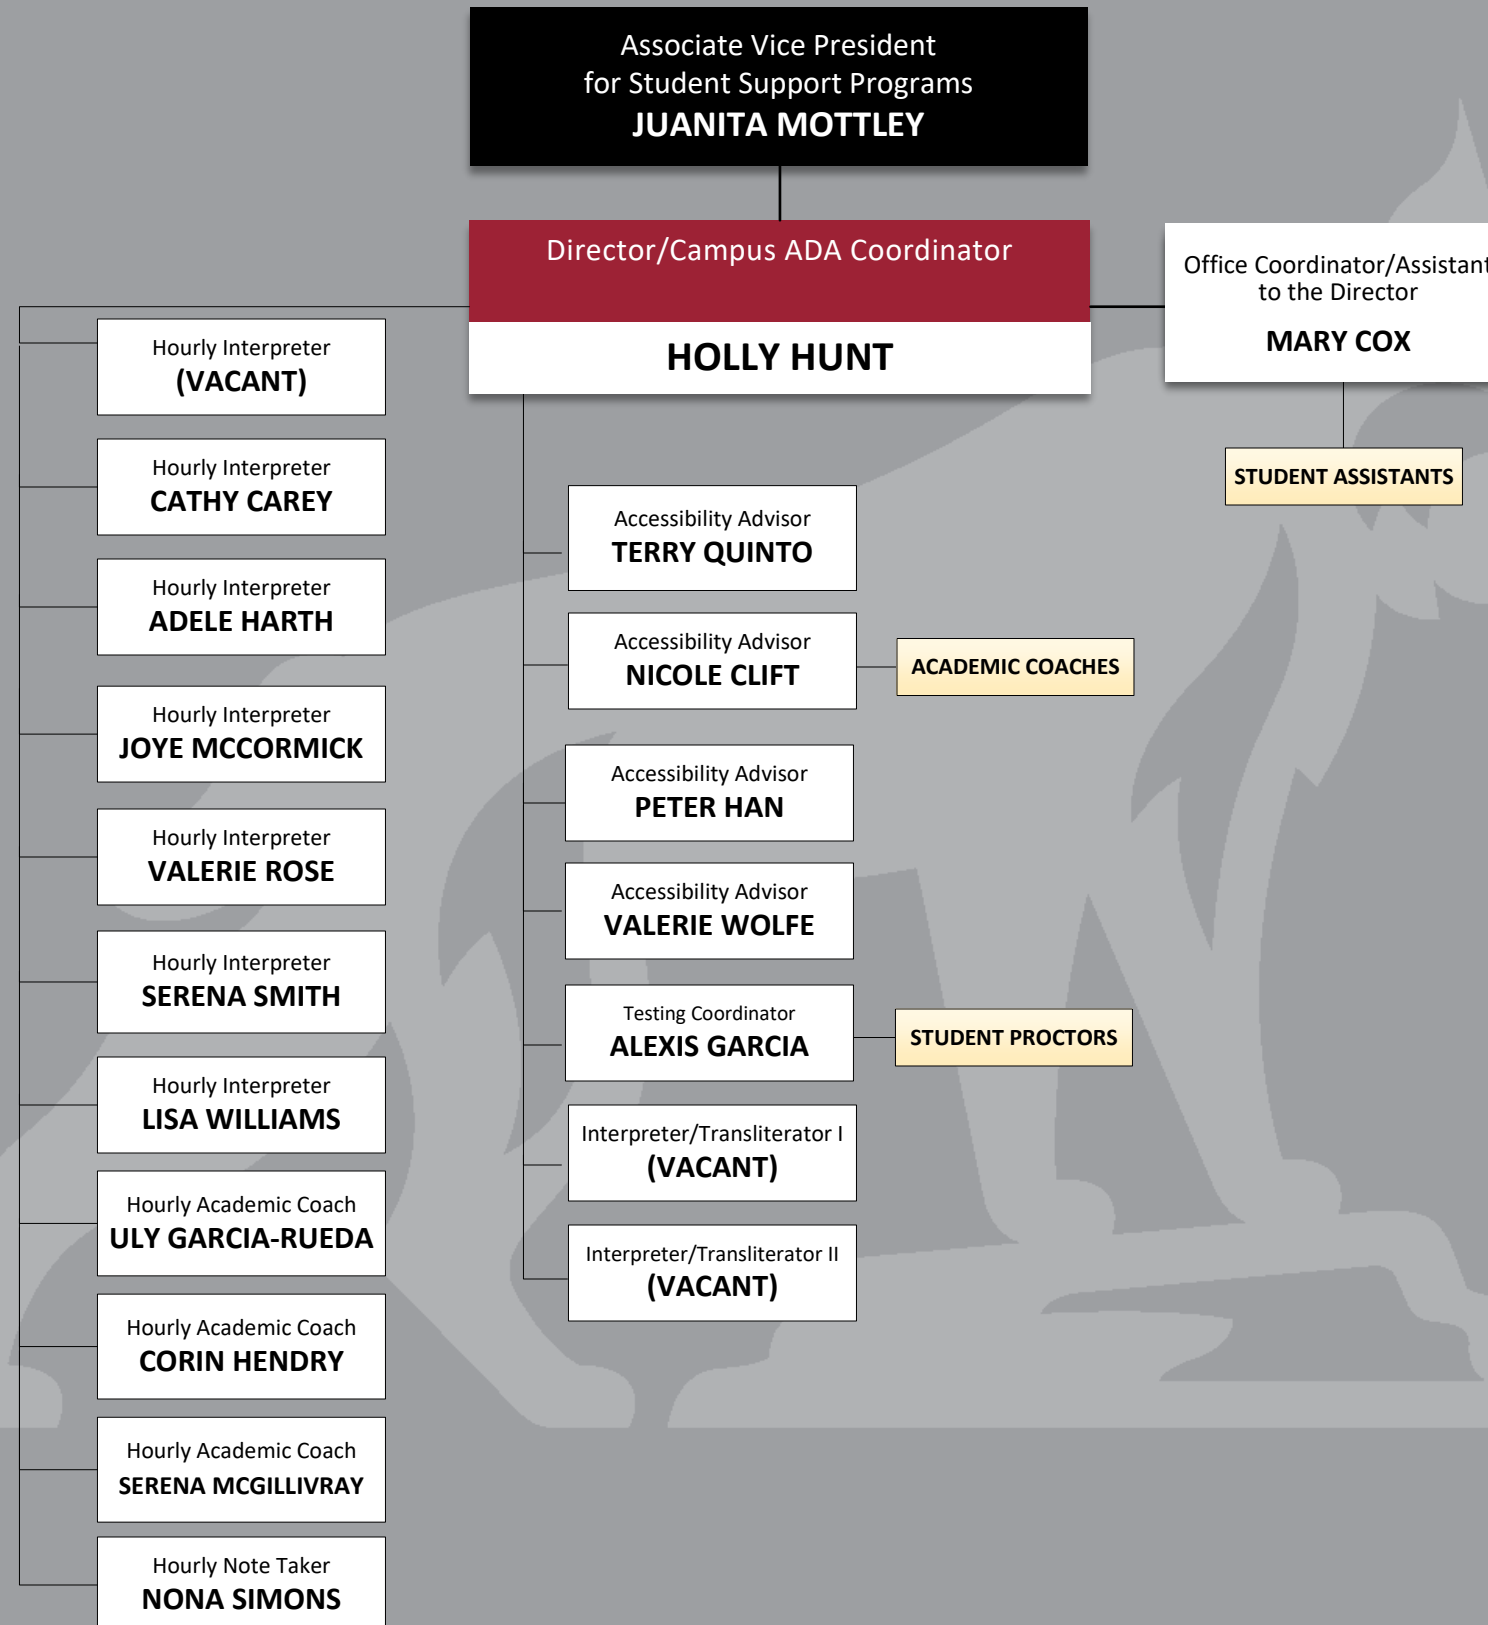 Associate Vice President
for Student Support Programs
JUANITA MOTTLEY
Director/Campus ADA Coordinator
HOLLY HUNT
Office Coordinator/Assistant
to the Director
MARY COX
STUDENT ASSISTANTS
Hourly Interpreter
(VACANT)
Hourly Interpreter
CATHY CAREY
Hourly Interpreter
ADELE HARTH
Hourly Interpreter
JOYE MCCORMICK
Hourly Interpreter
VALERIE ROSE
Hourly Interpreter
SERENA SMITH
Hourly Interpreter
LISA WILLIAMS
Hourly Academic Coach
ULY GARCIA-RUEDA
Hourly Academic Coach
CORIN HENDRY
Hourly Academic Coach
SERENA MCGILLIVRAY
Hourly Note Taker
NONA SIMONS
Accessibility Advisor
TERRY QUINTO
Accessibility Advisor
NICOLE CLIFT
ACADEMIC COACHES
Accessibility Advisor
PETER HAN
Accessibility Advisor
VALERIE WOLFE
Testing Coordinator
ALEXIS GARCIA
STUDENT PROCTORS
Interpreter/Transliterator I
(VACANT)
Interpreter/Transliterator II
(VACANT)